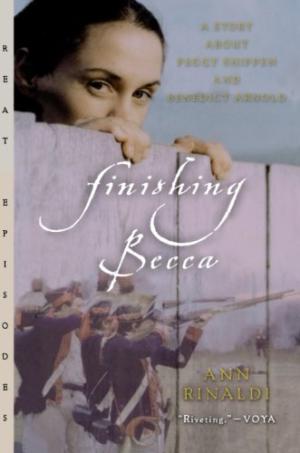 A STORY
ABOUT
PEGGY SHIPPEN
AND
BENEDICT ARNOLD
finishing
Becca
ANN
RINALDI
"Riveting."—VOYA
REAT EPISODES